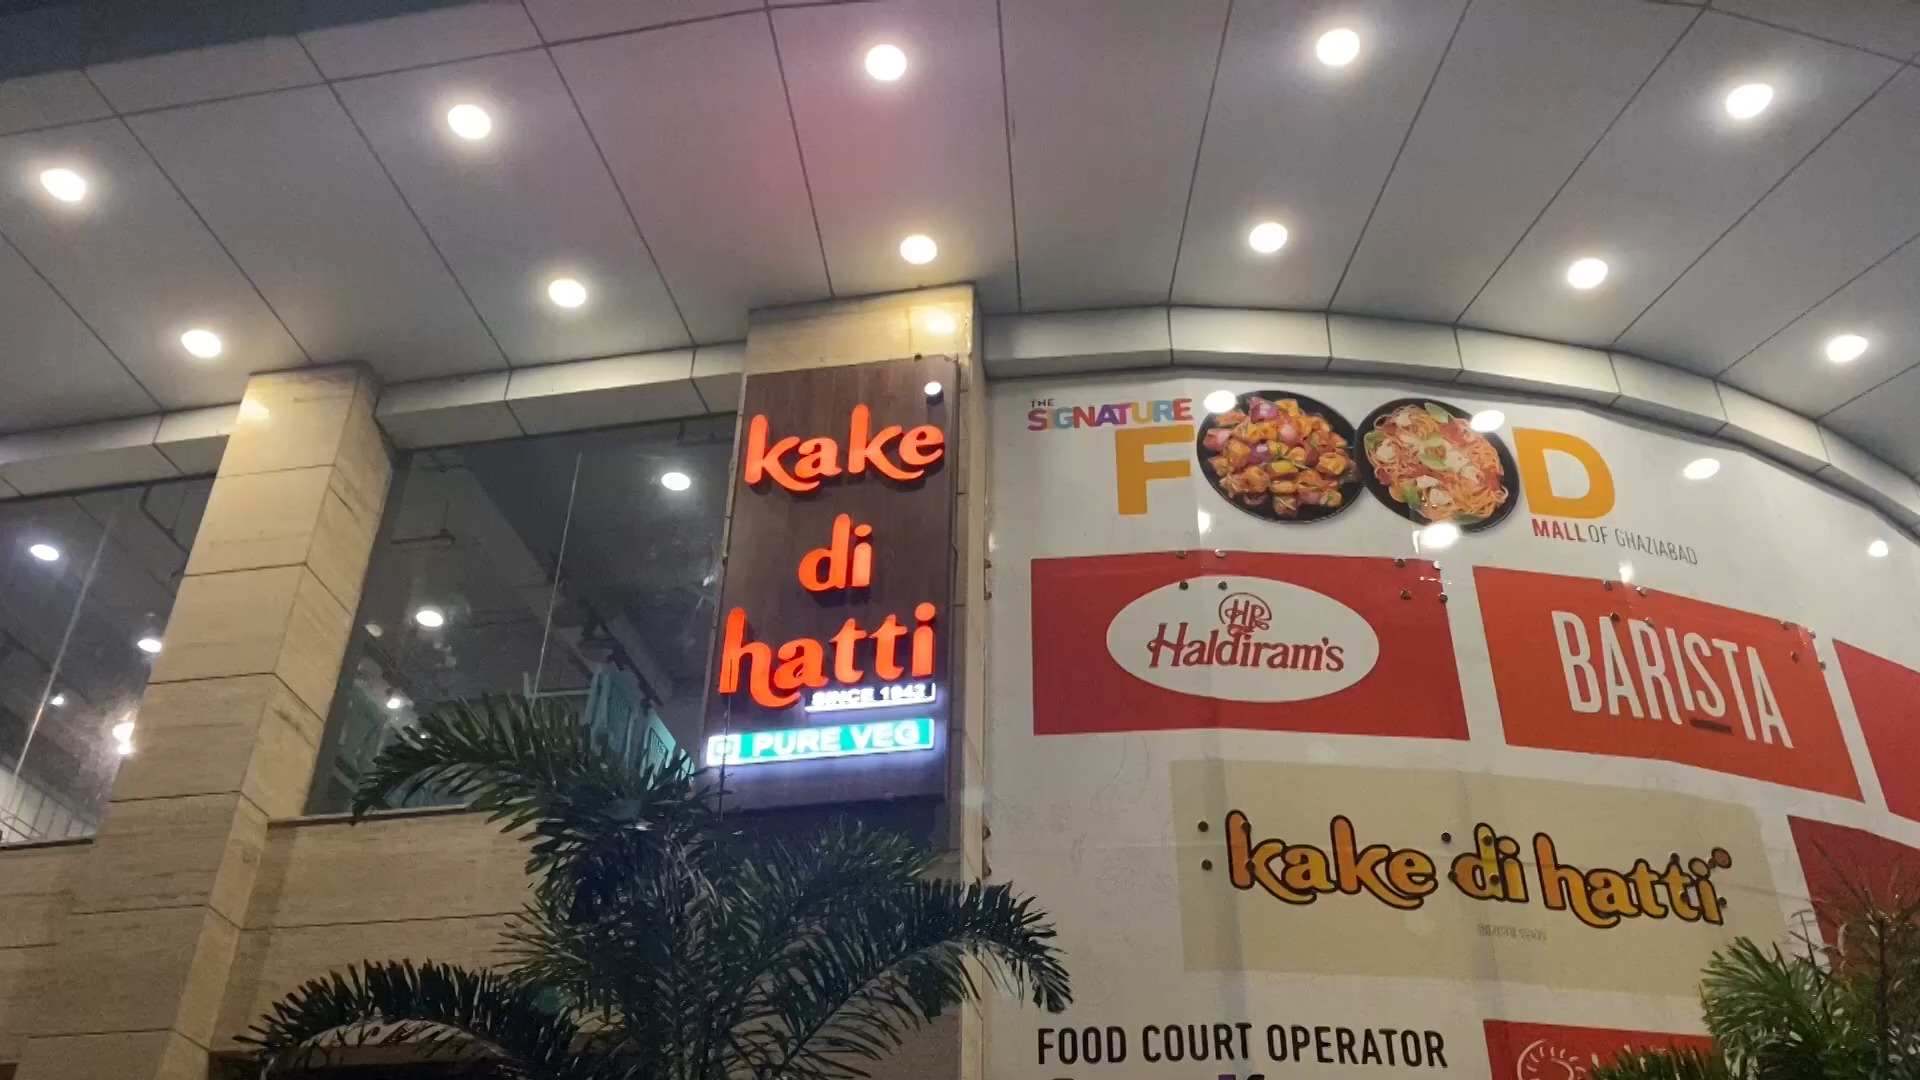 kake
di
hatti
SINCE 1942
PURE VEG
THE
SIGNATURE
FOOD
MALL OF GHAZIABAD
HR
Haldiram's
BARISTA
kake di hatti
FOOD COURT OPERATOR